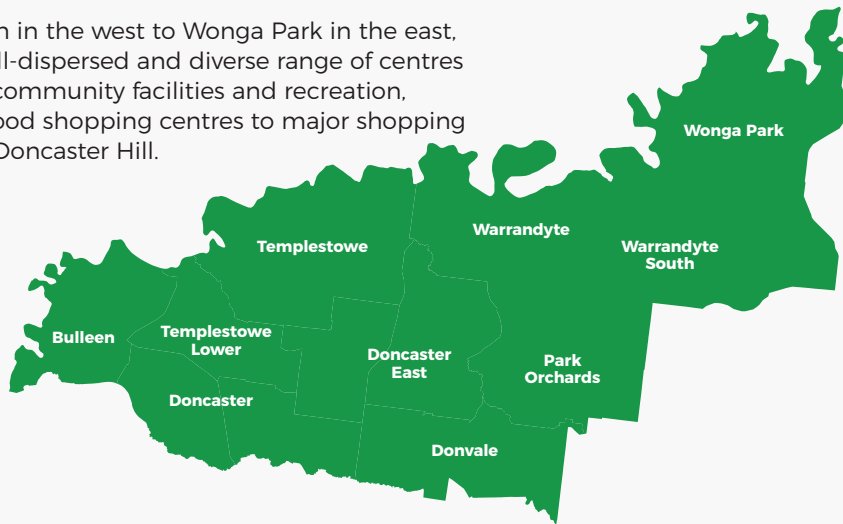 n in the west to Wonga Park in the east,
ll-dispersed and diverse range of centres
community facilities and recreation,
ood shopping centres to major shopping
Doncaster Hill.
Wonga Park
Warrandyte
Templestowe
Warrandyte
South
Bulleen
Templestowe
Lower
Doncaster
East
Park
Orchards
Doncaster
Donvale